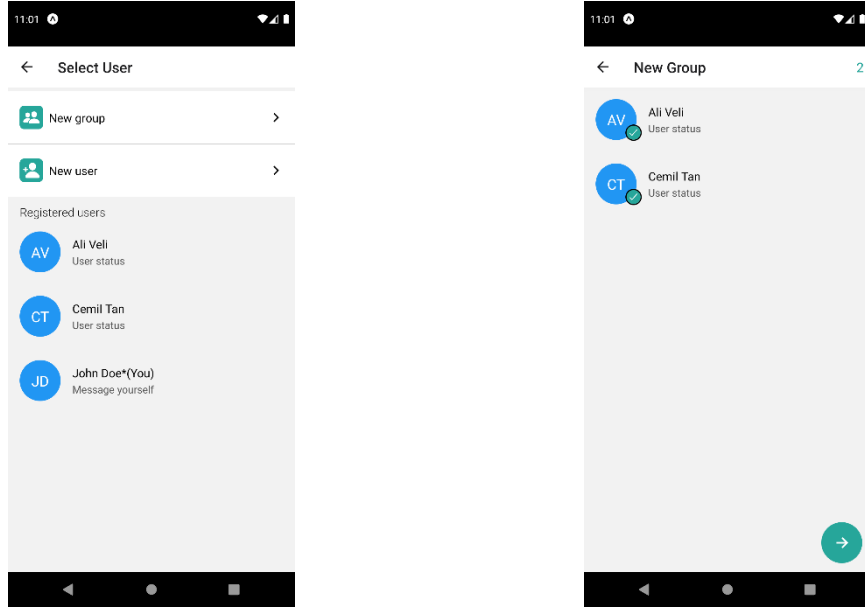 11:01
Select User
New group
New user
Registered users
AV
Ali Veli
User status
CT
Cemil Tan
User status
JD
John Doe*(You)
Message yourself
11:01
New Group
2
AV
Ali Veli
User status
CT
Cemil Tan
User status